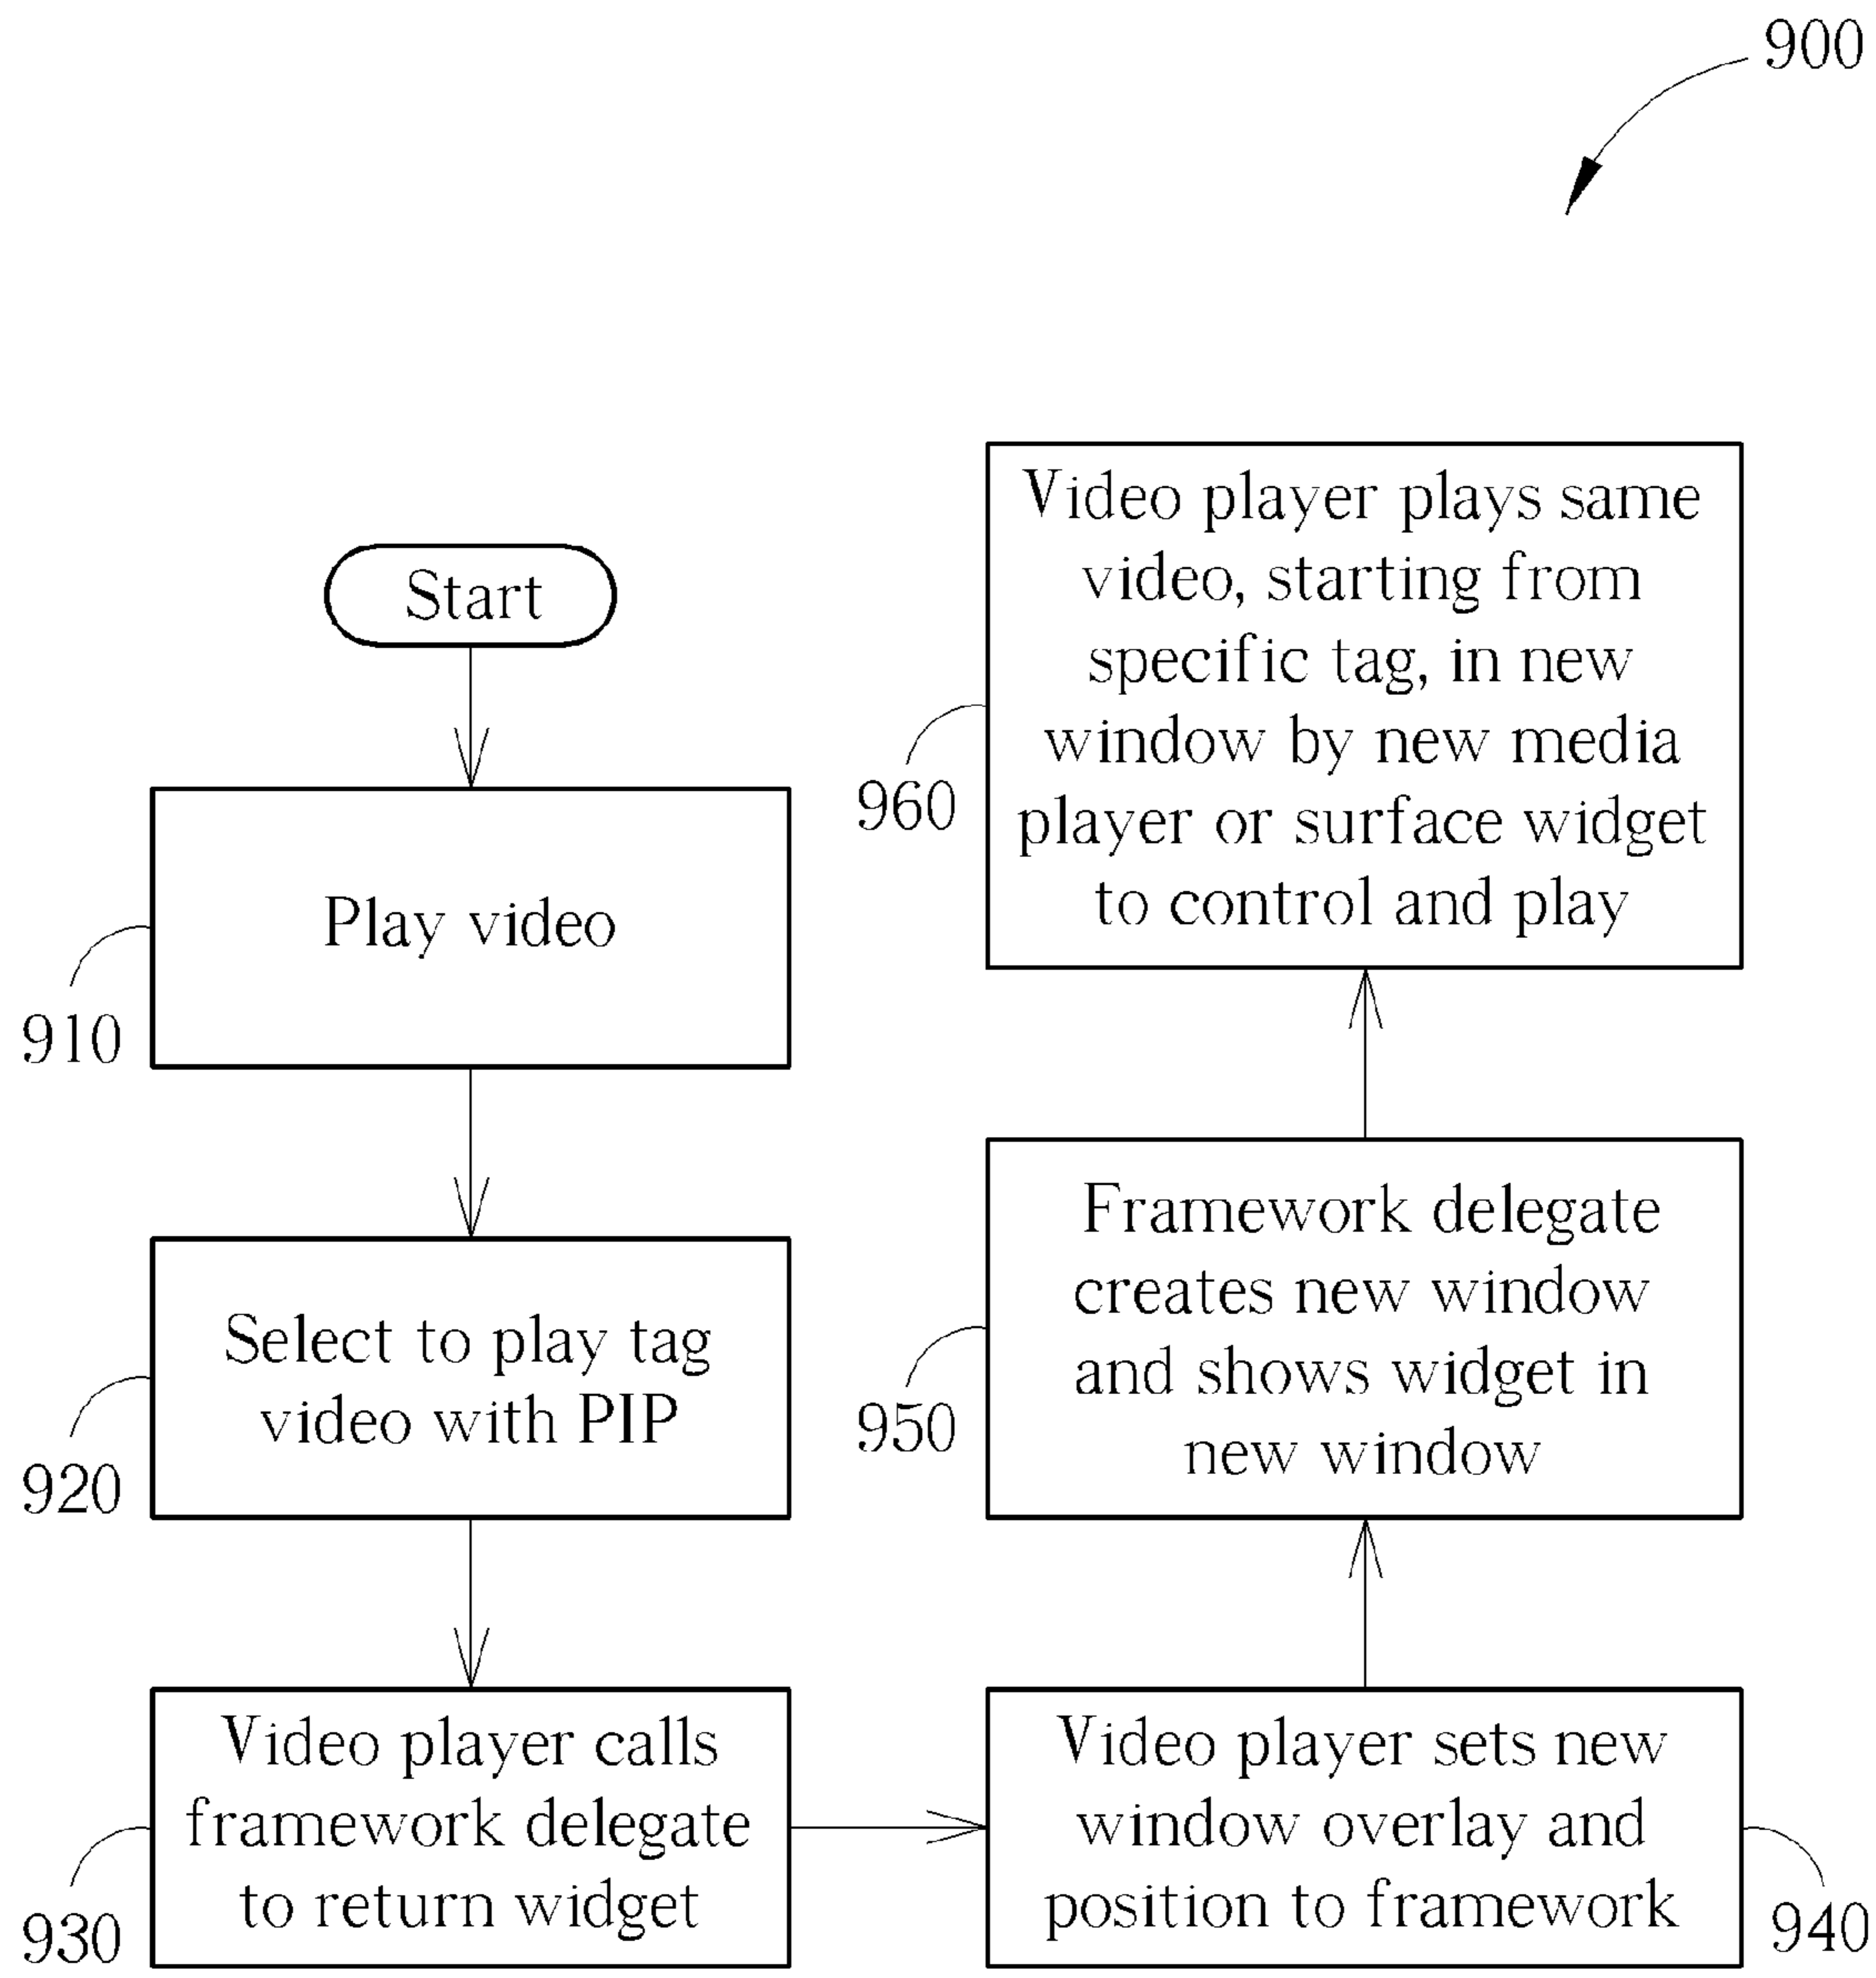 900
Start
Play video
910
Select to play tag
video with PIP
920
Video player calls
framework delegate
to return widget
930
Video player sets new
window overlay and
position to framework
940
Framework delegate
creates new window
and shows widget in
new window
950
Video player plays same
video, starting from
specific tag, in new
window by new media
player or surface widget
to control and play
960